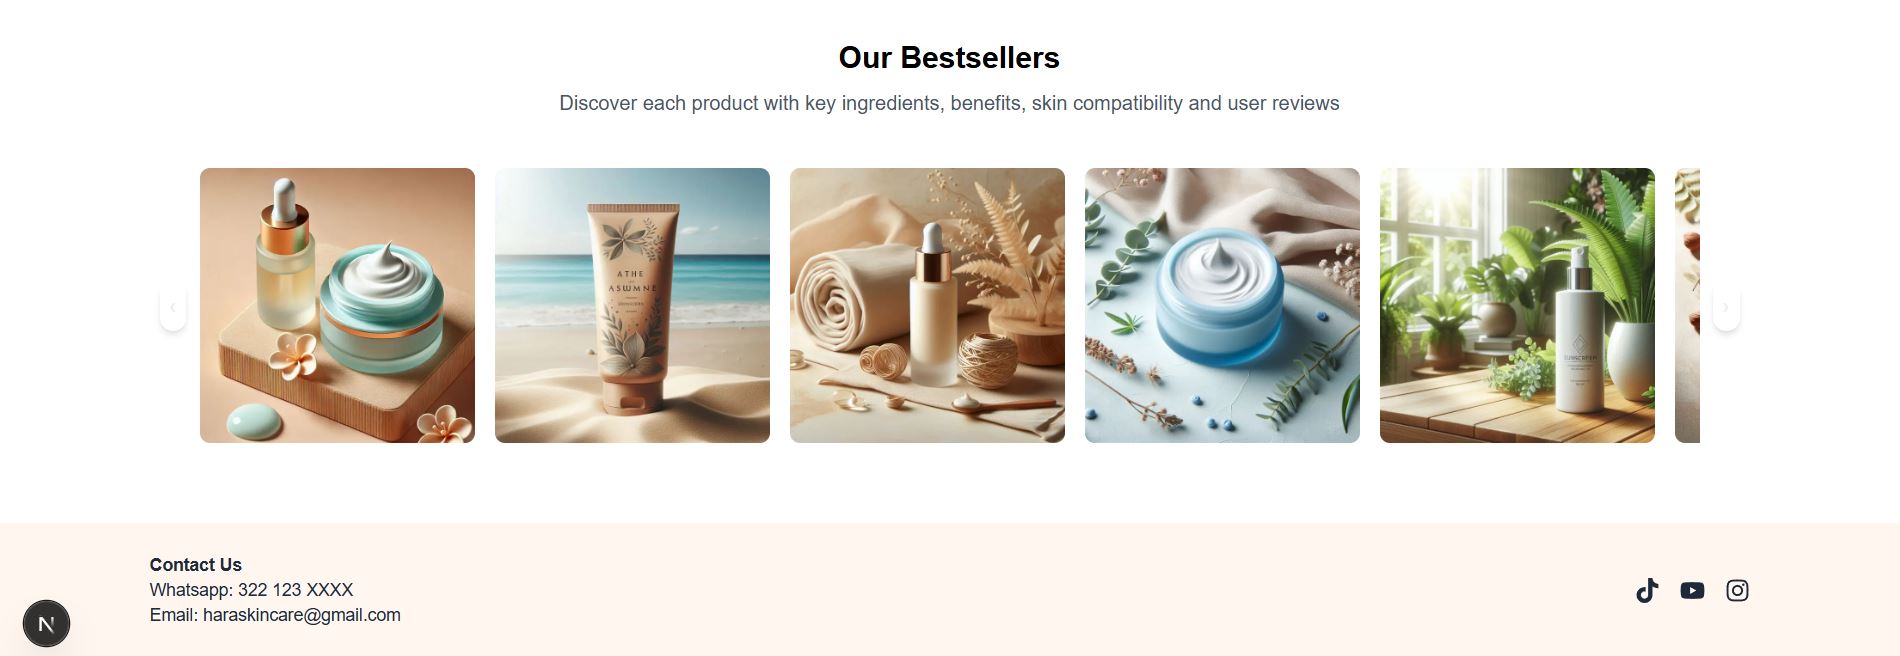 Our Bestsellers
Discover each product with key ingredients, benefits, skin compatibility and user reviews
‹
›
ATHE
ASWMNE
SUNSCREEN
Contact Us
Whatsapp: 322 123 XXXX
Email: haraskincare@gmail.com
N